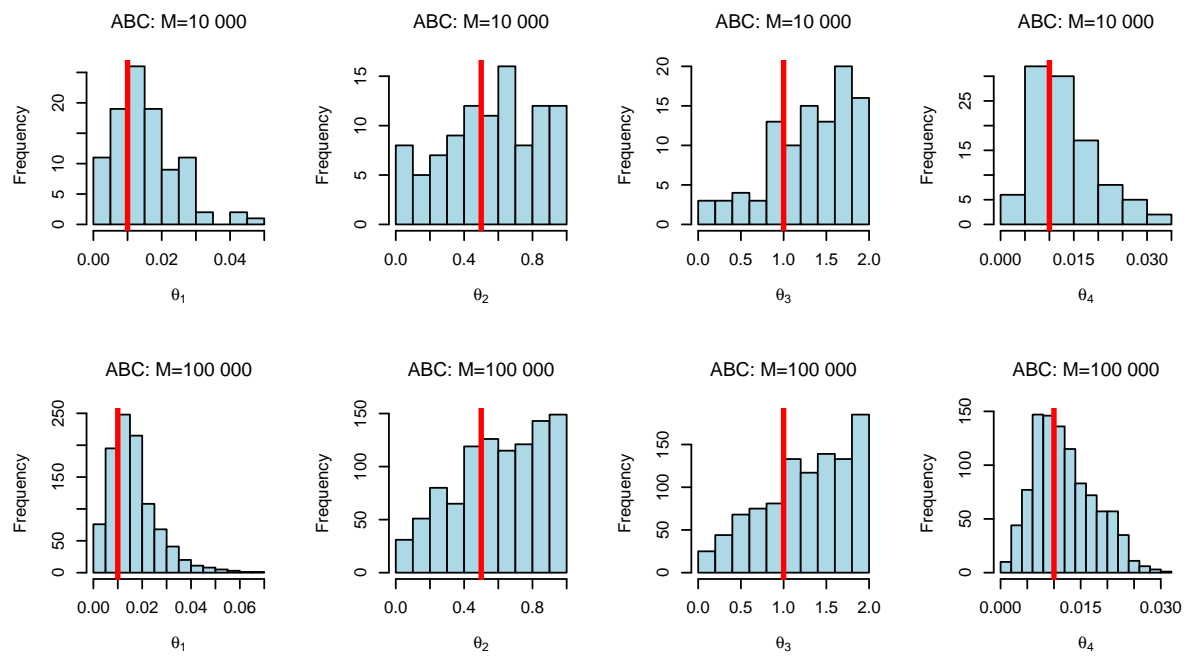 ABC: M=10 000
Frequency
0 5 10 20
0.00 0.02 0.04
θ1
ABC: M=10 000
Frequency
0 5 10 15
0.0 0.4 0.8
θ2
ABC: M=10 000
Frequency
0 5 10 15 20
0.0 0.5 1.0 1.5 2.0
θ3
ABC: M=10 000
Frequency
0 5 15 25
0.000 0.015 0.030
θ4
ABC: M=100 000
Frequency
0 50 150 250
0.00 0.02 0.04 0.06
θ1
ABC: M=100 000
Frequency
0 50 100 150
0.0 0.4 0.8
θ2
ABC: M=100 000
Frequency
0 50 100 150
0.0 0.5 1.0 1.5 2.0
θ3
ABC: M=100 000
Frequency
0 50 100 150
0.000 0.015 0.030
θ4